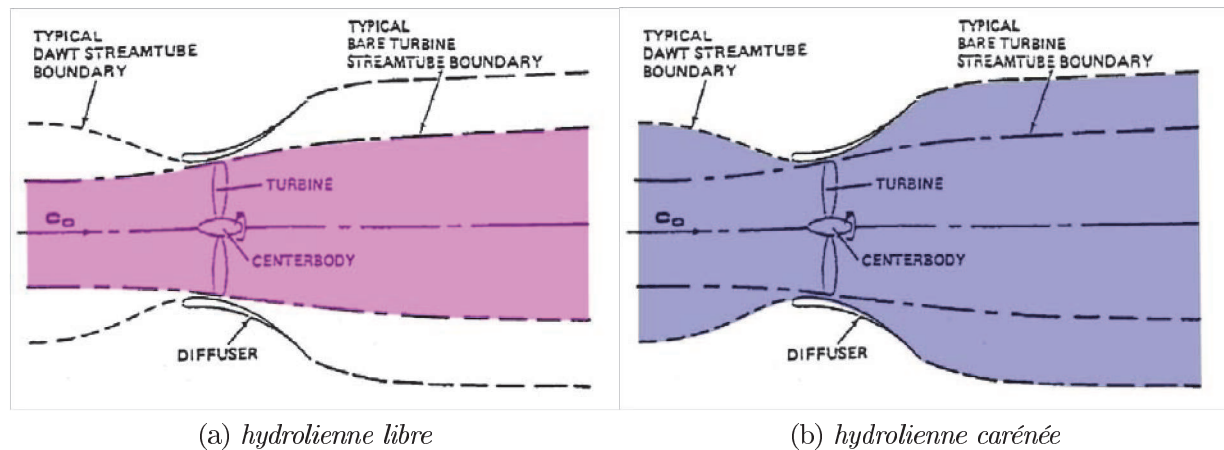 TYPICAL
DAWT STREAMTUBE
BOUNDARY
TYPICAL
BARE TURBINE
STREAMTUBE BOUNDARY
C₀
TURBINE
CENTERBODY
DIFFUSER
(a) hydrolienne libre
TYPICAL
DAWT STREAMTUBE
BOUNDARY
TYPICAL
BARE TURBINE
STREAMTUBE BOUNDARY
C₀
TURBINE
CENTERBODY
DIFFUSER
(b) hydrolienne carénée